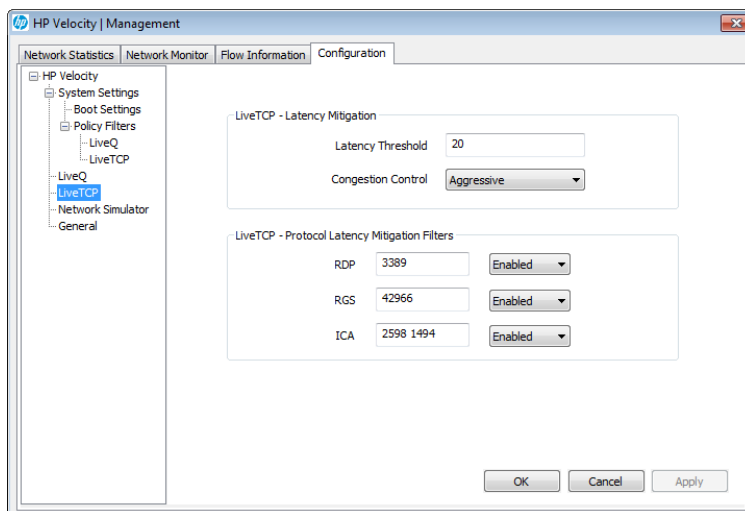 HP Velocity | Management
Network Statistics Network Monitor Flow Information Configuration
HP Velocity
System Settings
Boot Settings
Policy Filters
LiveQ
LiveTCP
LiveQ
LiveTCP
Network Simulator
General
LiveTCP - Latency Mitigation
Latency Threshold 20
Congestion Control Aggressive
LiveTCP - Protocol Latency Mitigation Filters
RDP 3389 Enabled
RGS 42966 Enabled
ICA 2598 1494 Enabled
OK Cancel Apply